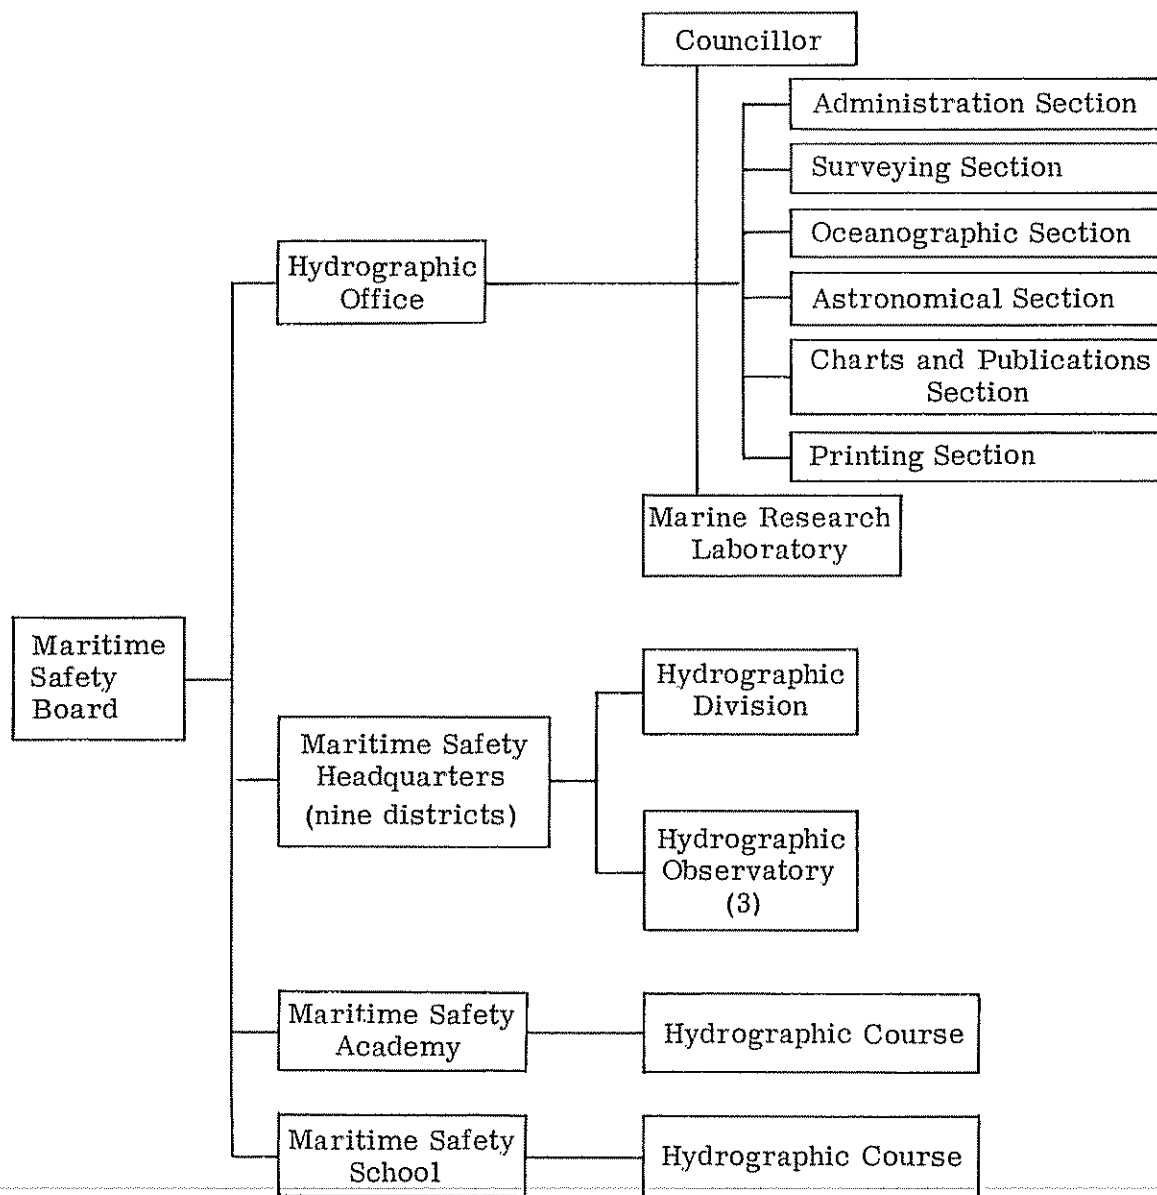 Councillor
Administration Section
Surveying Section
Oceanographic Section
Hydrographic
Office
Astronomical Section
Charts and Publications
Section
Printing Section
Marine Research
Laboratory
Maritime
Safety
Board
Hydrographic
Division
Maritime Safety
Headquarters
(nine districts)
Hydrographic
Observatory
(3)
Maritime Safety
Academy
Hydrographic Course
Maritime Safety
School
Hydrographic Course